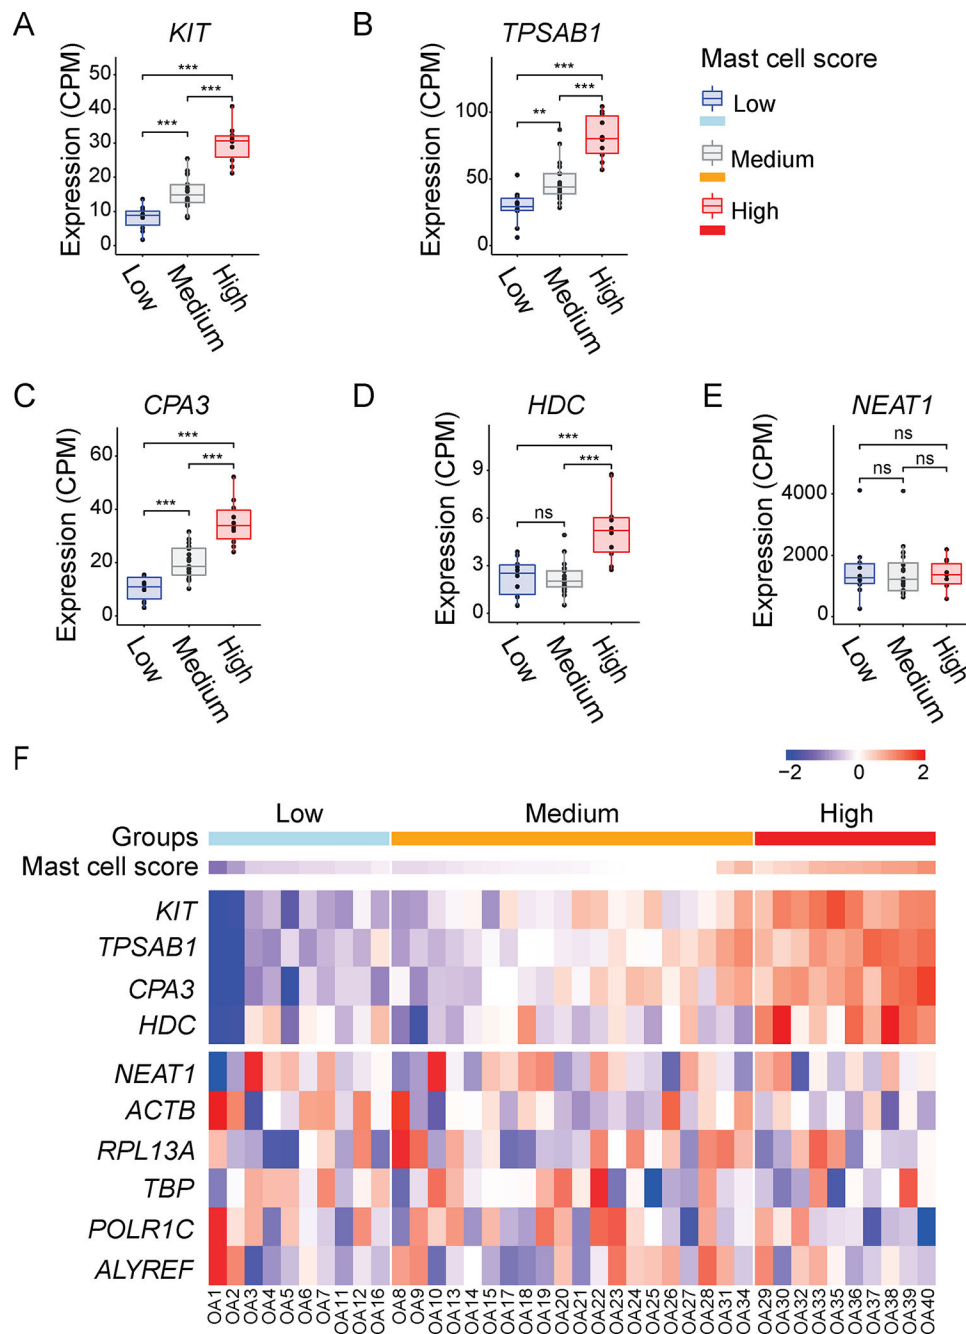 A
KIT
Expression (CPM)
50
40
30
20
10
0
***
***
***
Low
Medium
High
B
TPSAB1
Expression (CPM)
100
50
0
***
***
**
Low
Medium
High
Mast cell score
Low
Medium
High
C
CPA3
Expression (CPM)
60
40
20
0
***
***
***
Low
Medium
High
D
HDC
Expression (CPM)
9
6
3
0
***
***
ns
Low
Medium
High
E
NEAT1
Expression (CPM)
4000
2000
0
ns
ns
ns
Low
Medium
High
F
−2 0 2
Low Medium High
Groups
Mast cell score
KIT
TPSAB1
CPA3
HDC
NEAT1
ACTB
RPL13A
TBP
POLR1C
ALYREF
OA1 OA2 OA3 OA4 OA5 OA6 OA7 OA11 OA12 OA16 OA8 OA9 OA10 OA13 OA14 OA15 OA17 OA18 OA19 OA20 OA21 OA22 OA23 OA24 OA25 OA26 OA27 OA28 OA31 OA34 OA29 OA30 OA32 OA33 OA35 OA36 OA37 OA38 OA39 OA40